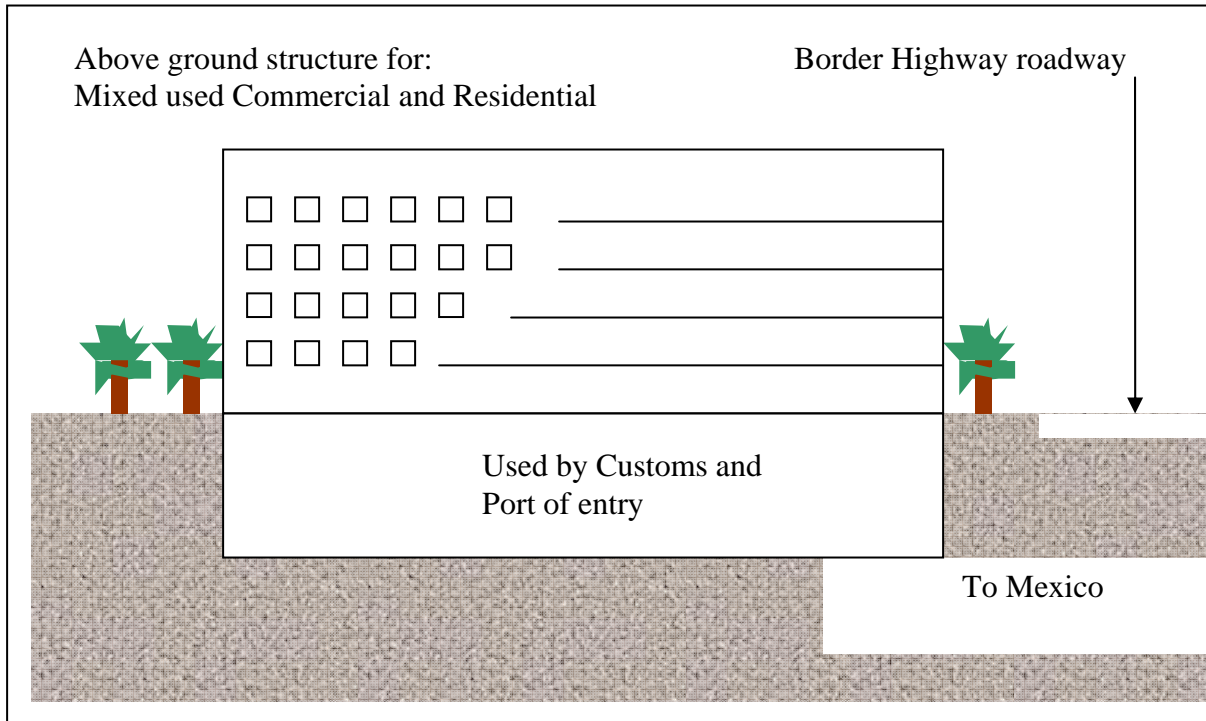 Above ground structure for:
Mixed used Commercial and Residential
Border Highway roadway
Used by Customs and
Port of entry
To Mexico